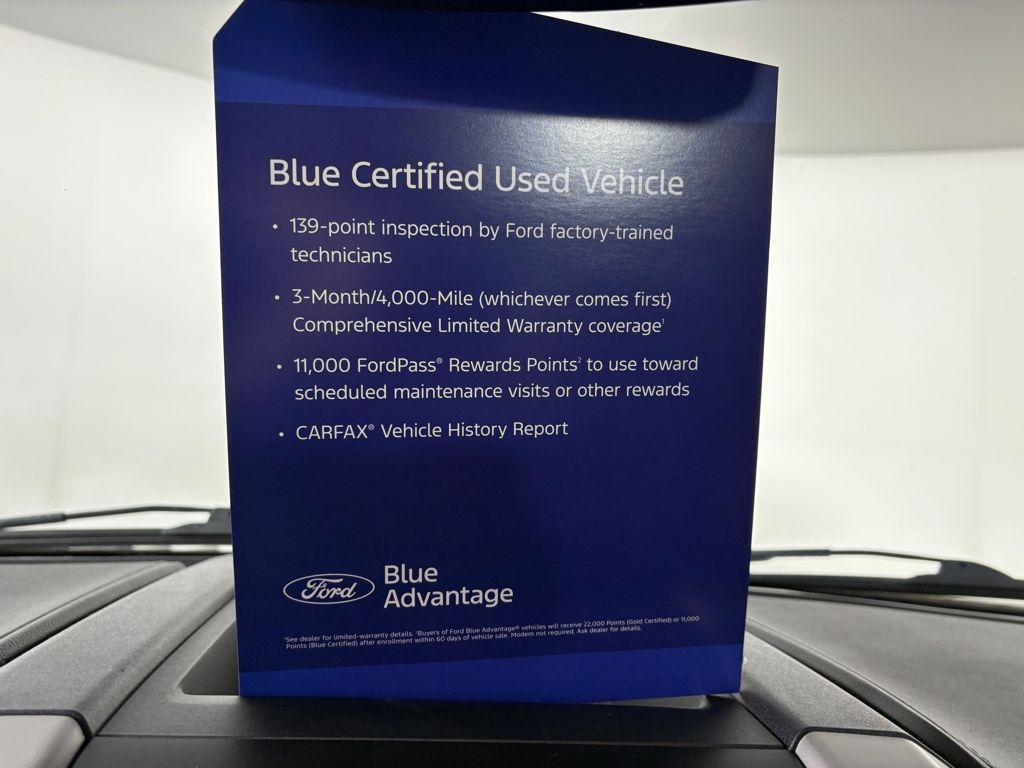 Blue Certified Used Vehicle
• 139-point inspection by Ford factory-trained
technicians
• 3-Month/4,000-Mile (whichever comes first)
Comprehensive Limited Warranty coverage¹
• 11,000 FordPass® Rewards Points² to use toward
scheduled maintenance visits or other rewards
• CARFAX® Vehicle History Report
Ford
Blue
Advantage
¹See dealer for limited-warranty details. ²Buyers of Ford Blue Advantage® vehicles will receive 22,000 Points (Gold Certified) or 11,000
Points (Blue Certified) after enrollment within 60 days of vehicle sale. Modem not required. Ask dealer for details.